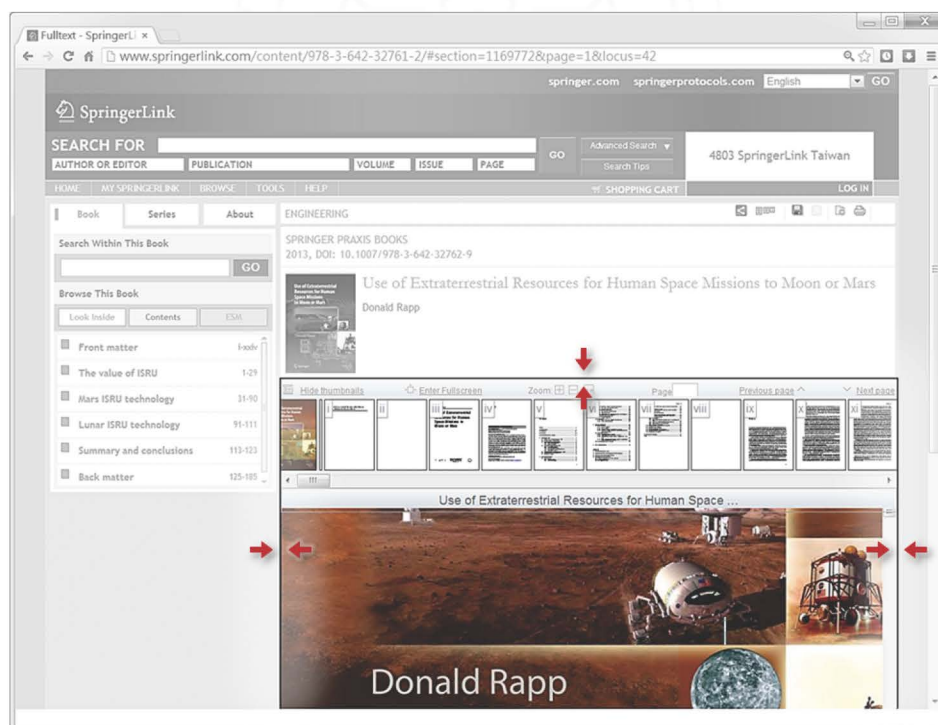 Fulltext - SpringerLi ×
www.springerlink.com/content/978-3-642-32761-2/#section=1169772&page=1&locus=42
springer.com springerprotocols.com English GO
SpringerLink
SEARCH FOR GO Advanced Search
AUTHOR OR EDITOR PUBLICATION VOLUME ISSUE PAGE Search Tips
4803 SpringerLink Taiwan
HOME MY SPRINGERLINK BROWSE TOOLS HELP SHOPPING CART LOG IN
Book Series About
ENGINEERING
Search Within This Book
GO
Browse This Book
Look Inside Contents ESM
Front matter i-xxiv
The value of ISRU 1-29
Mars ISRU technology 31-90
Lunar ISRU technology 91-111
Summary and conclusions 113-123
Back matter 125-185
SPRINGER PRAXIS BOOKS
2013, DOI: 10.1007/978-3-642-32762-9
Use of Extraterrestrial Resources for Human Space Missions to Moon or Mars
Donald Rapp
Hide thumbnails Enter Fullscreen Zoom Page Previous page Next page
i ii iii iv v vi vii viii ix x xi
Use of Extraterrestrial Resources for Human Space ...
Donald Rapp